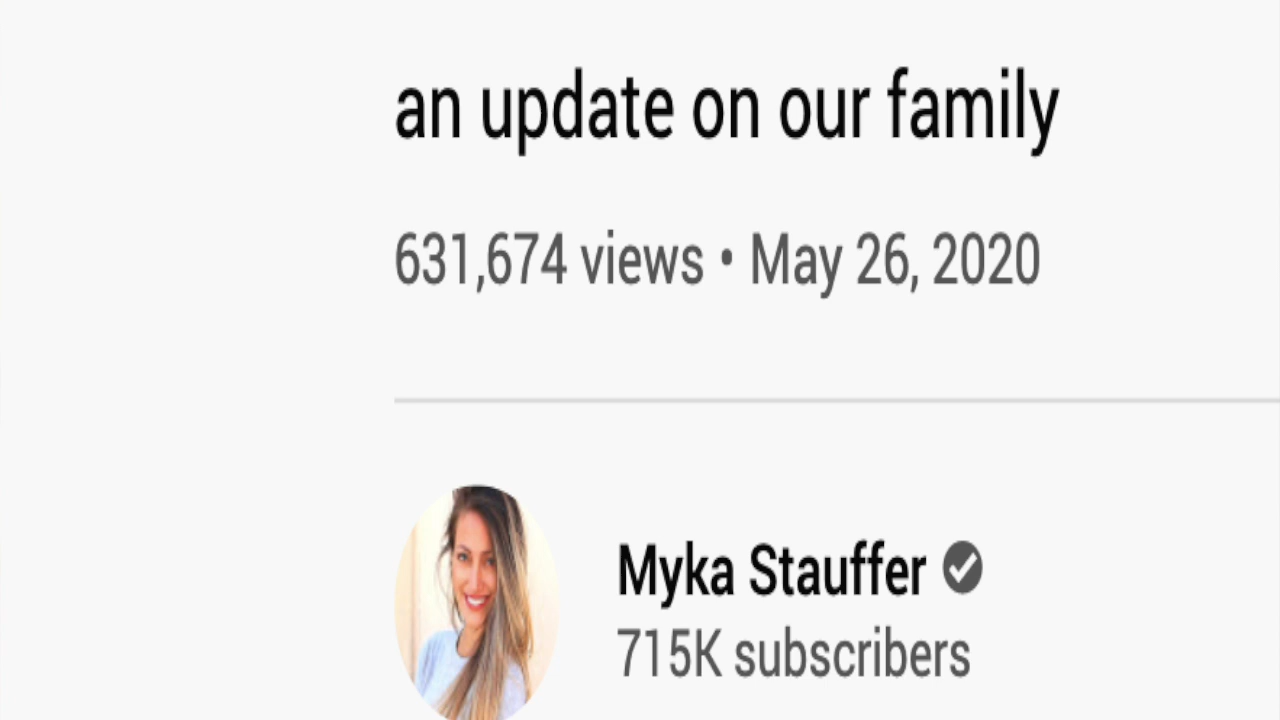 an update on our family
631,674 views • May 26, 2020
Myka Stauffer
715K subscribers